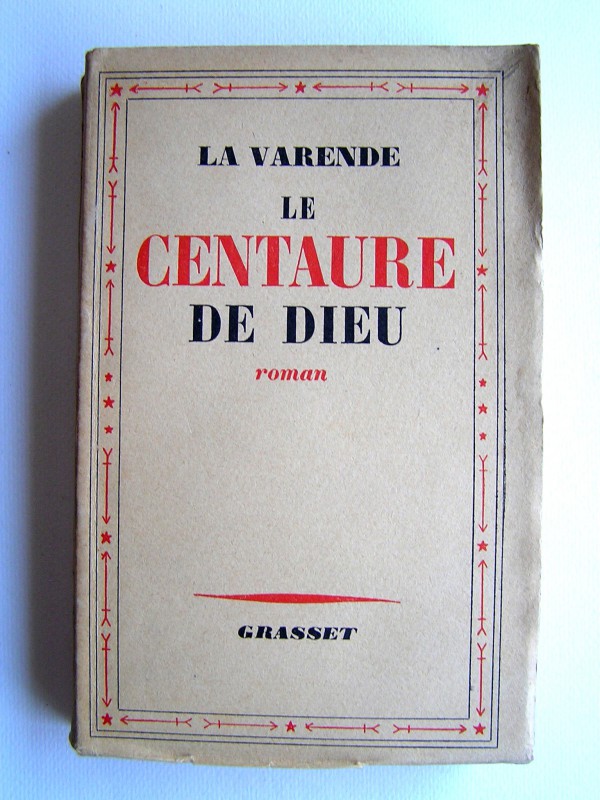 LA VARENDE
LE
CENTAURE
DE DIEU
roman
GRASSET